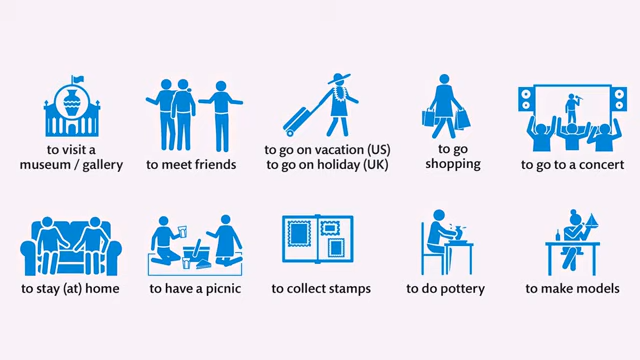 to visit a
museum / gallery
to meet friends
to go on vacation (US)
to go on holiday (UK)
to go
shopping
to go to a concert
to stay (at) home
to have a picnic
to collect stamps
to do pottery
to make models